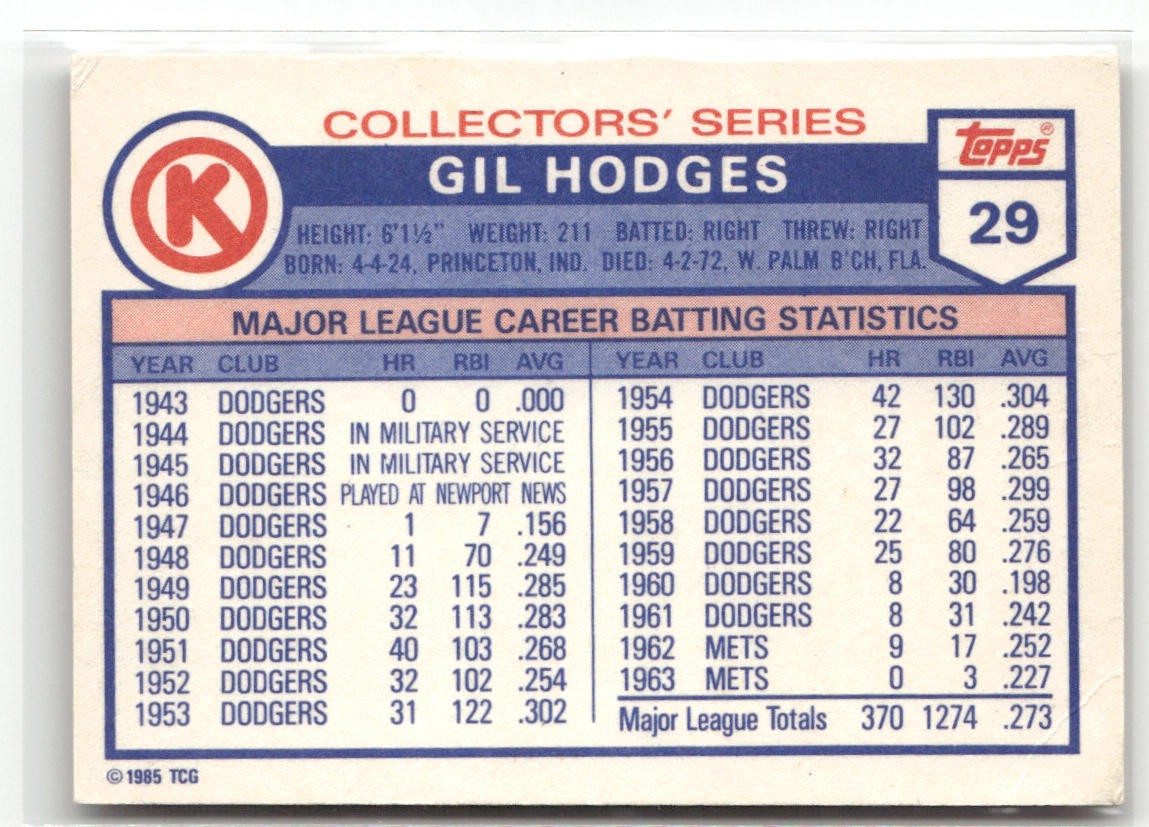 COLLECTORS' SERIES
K
GIL HODGES
TOPPS®
29
HEIGHT: 6'1½" WEIGHT: 211 BATTED: RIGHT THREW: RIGHT
BORN: 4-4-24, PRINCETON, IND. DIED: 4-2-72, W. PALM B'CH, FLA.
MAJOR LEAGUE CAREER BATTING STATISTICS
YEAR CLUB HR RBI AVG
1943 DODGERS 0 0 .000
1944 DODGERS IN MILITARY SERVICE
1945 DODGERS IN MILITARY SERVICE
1946 DODGERS PLAYED AT NEWPORT NEWS
1947 DODGERS 1 7 .156
1948 DODGERS 11 70 .249
1949 DODGERS 23 115 .285
1950 DODGERS 32 113 .283
1951 DODGERS 40 103 .268
1952 DODGERS 32 102 .254
1953 DODGERS 31 122 .302
YEAR CLUB HR RBI AVG
1954 DODGERS 42 130 .304
1955 DODGERS 27 102 .289
1956 DODGERS 32 87 .265
1957 DODGERS 27 98 .299
1958 DODGERS 22 64 .259
1959 DODGERS 25 80 .276
1960 DODGERS 8 30 .198
1961 DODGERS 8 31 .242
1962 METS 9 17 .252
1963 METS 0 3 .227
Major League Totals 370 1274 .273
© 1985 TCG